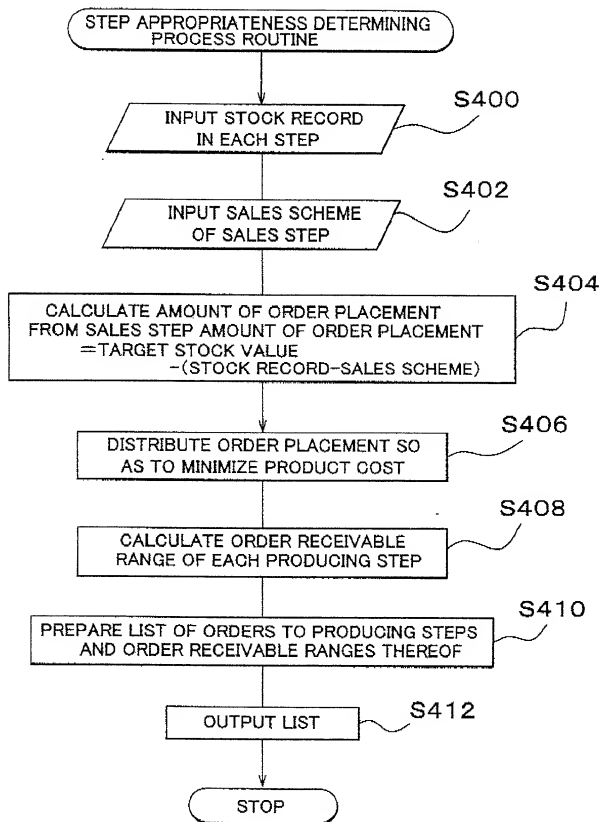 STEP APPROPRIATENESS DETERMINING
PROCESS ROUTINE
S400
INPUT STOCK RECORD
IN EACH STEP
S402
INPUT SALES SCHEME
OF SALES STEP
S404
CALCULATE AMOUNT OF ORDER PLACEMENT
FROM SALES STEP AMOUNT OF ORDER PLACEMENT
=TARGET STOCK VALUE
-(STOCK RECORD-SALES SCHEME)
S406
DISTRIBUTE ORDER PLACEMENT SO
AS TO MINIMIZE PRODUCT COST
S408
CALCULATE ORDER RECEIVABLE
RANGE OF EACH PRODUCING STEP
S410
PREPARE LIST OF ORDERS TO PRODUCING STEPS
AND ORDER RECEIVABLE RANGES THEREOF
S412
OUTPUT LIST
STOP